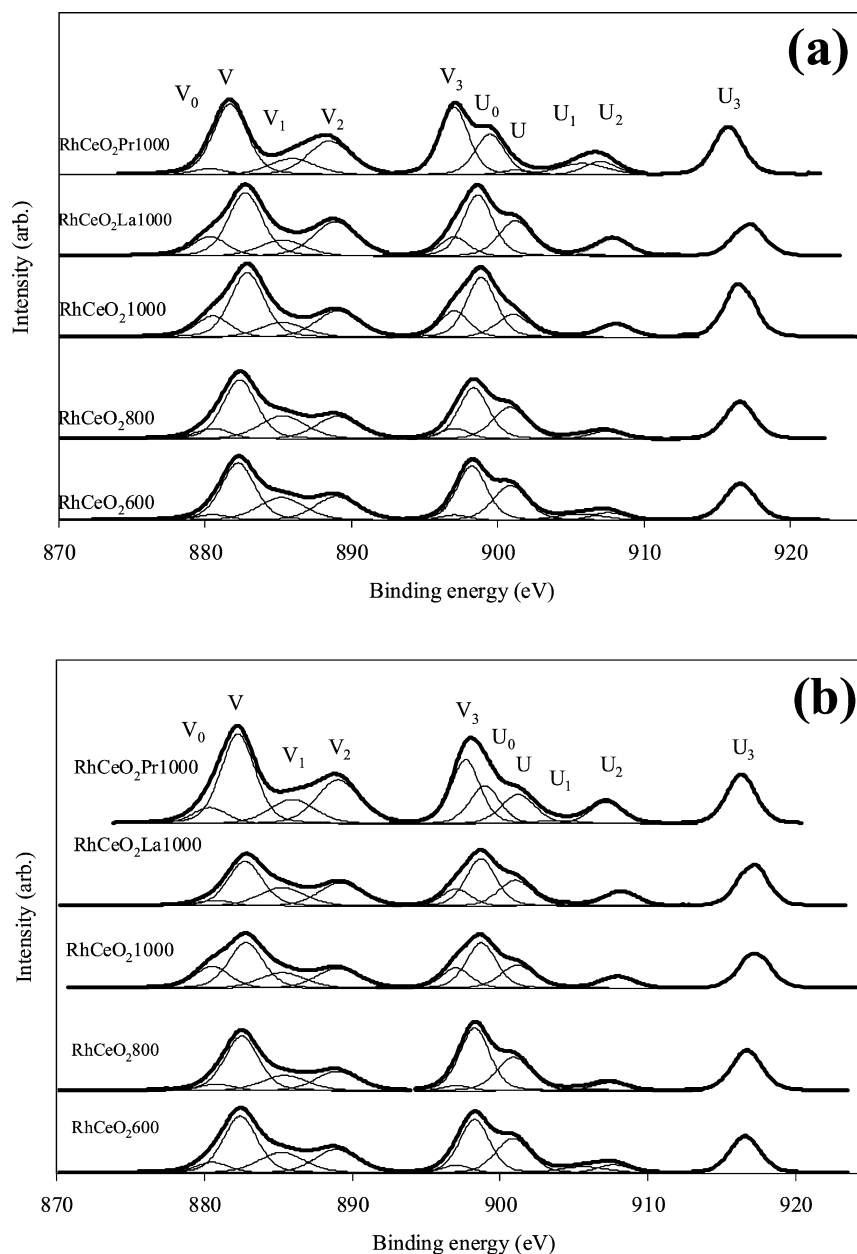 (a)
V₀ V V₁ V₂ V₃ U₀ U U₁ U₂ U₃
RhCeO₂Pr1000
RhCeO₂La1000
RhCeO₂1000
RhCeO₂800
RhCeO₂600
Intensity (arb.)
870 880 890 900 910 920
Binding energy (eV)
(b)
V₀ V V₁ V₂ V₃ U₀ U U₁ U₂ U₃
RhCeO₂Pr1000
RhCeO₂La1000
RhCeO₂1000
RhCeO₂800
RhCeO₂600
Intensity (arb.)
870 880 890 900 910 920
Binding energy (eV)